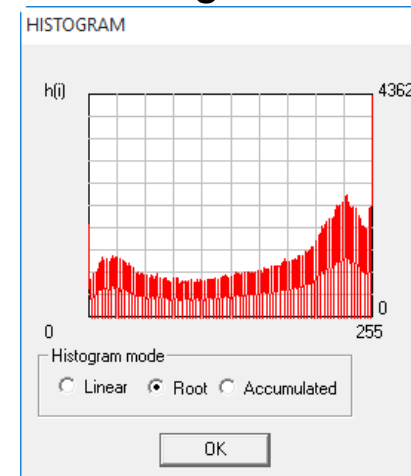 HISTOGRAM
h(i)
4362
0
0
255
Histogram mode
Linear Root Accumulated
OK